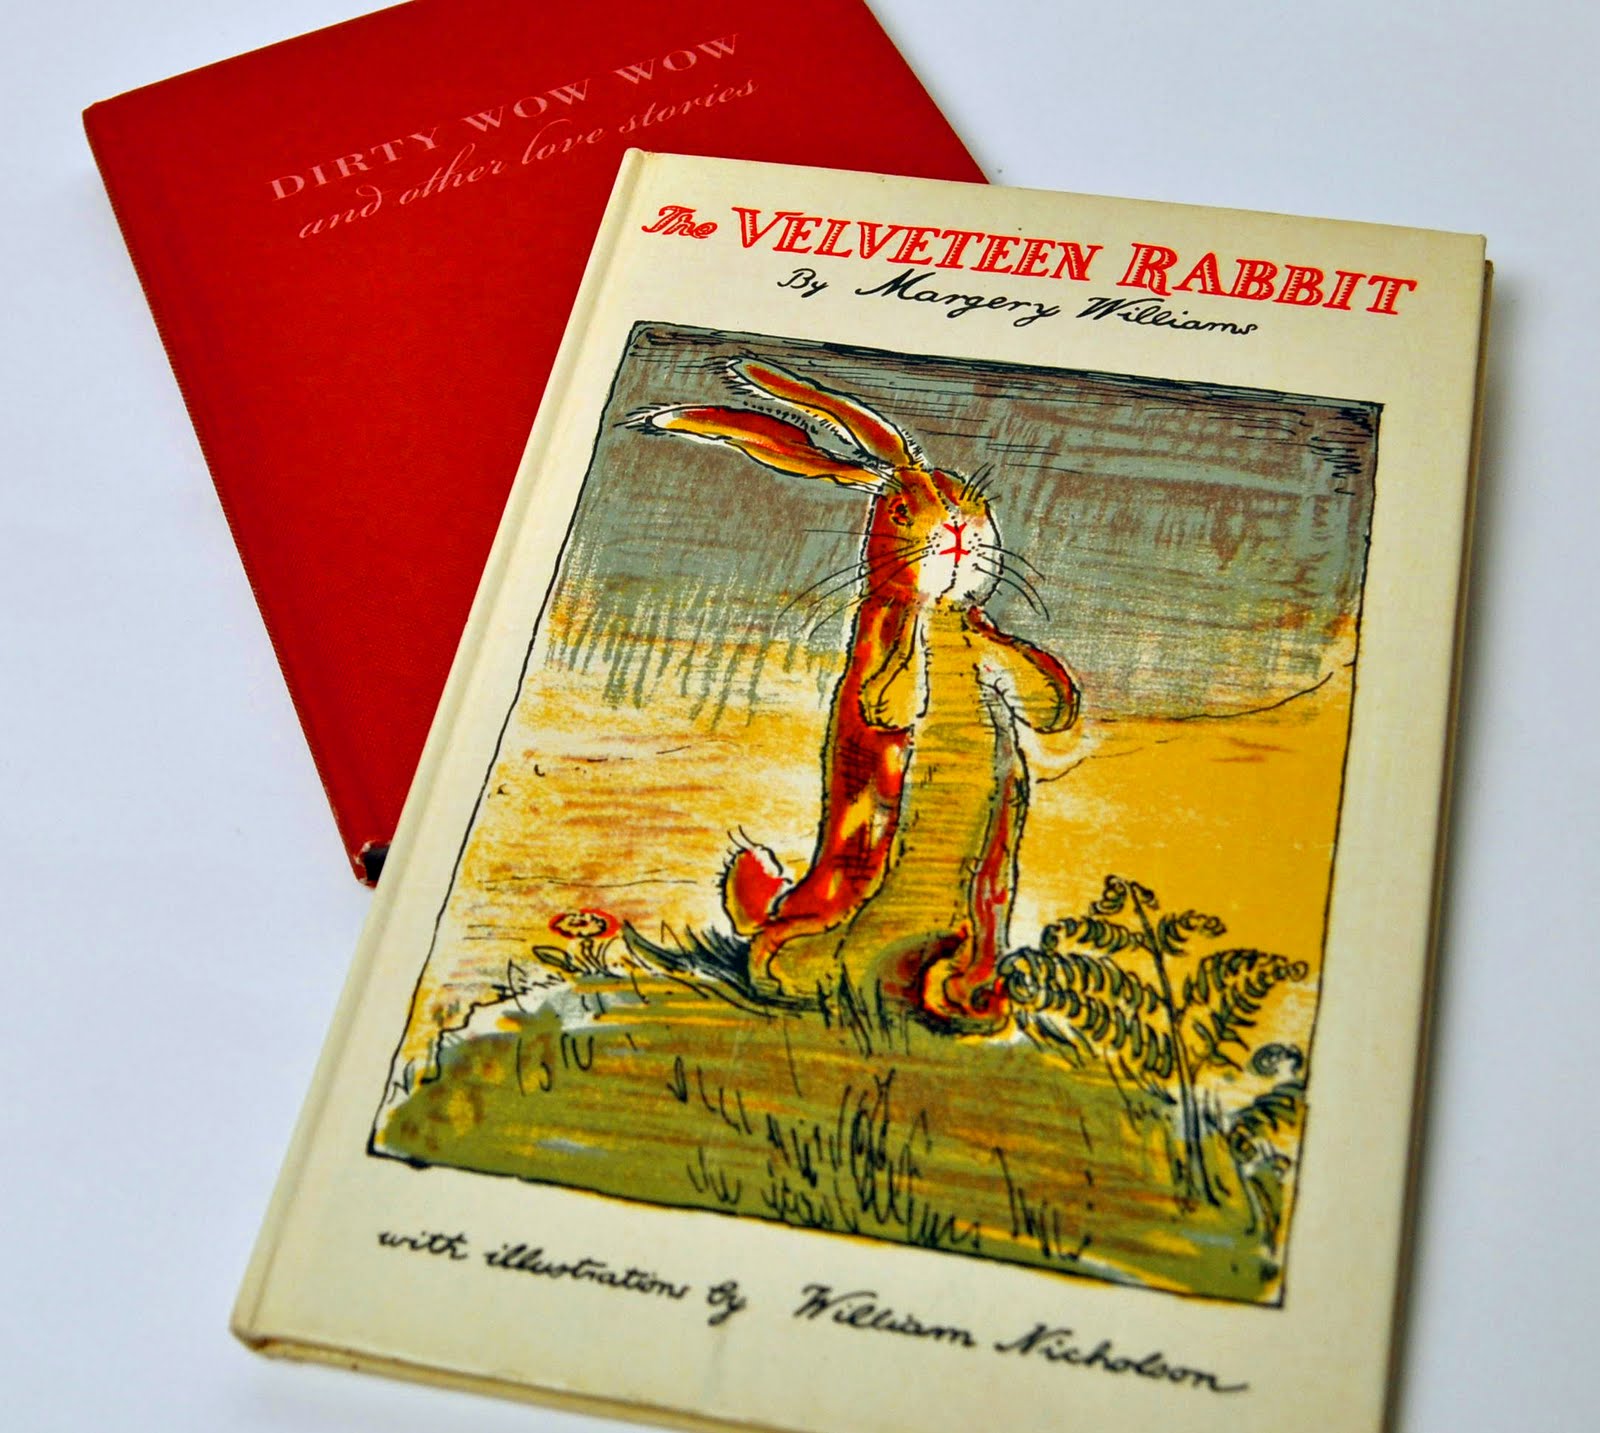 DIRTY WOW WOW
and other love stories
The VELVETEEN RABBIT
By Margery Williams
with illustrations by William Nicholson